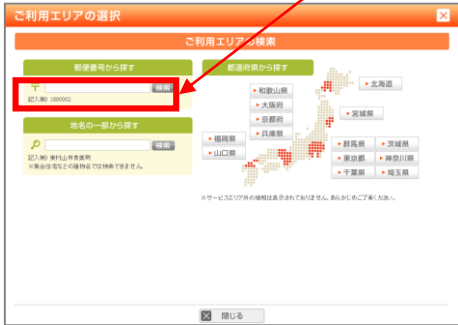 ご利用エリアの選択
ご利用エリアの検索
郵便番号から探す
〒
検索
記入例) 1890002
地名の一部から探す
検索
記入例) 東村山市青葉町
※集合住宅などの建物名では検索できません。
都道府県から探す
北海道
和歌山県
大阪府
京都府
兵庫県
宮城県
福岡県
山口県
群馬県
茨城県
東京都
神奈川県
千葉県
埼玉県
※サービスエリア外の地域は表示されておりません。あらかじめご了承ください。
閉じる